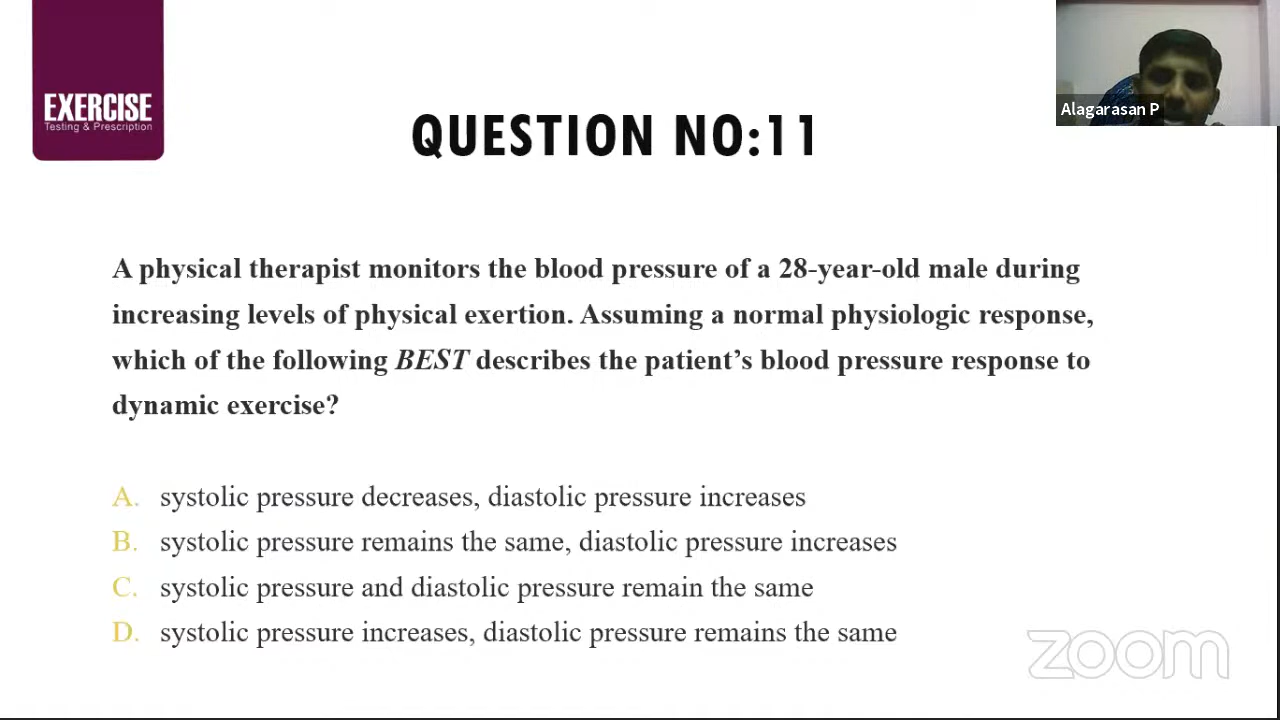 EXERCISE
Testing & Prescription
Alagarasan P
QUESTION NO:11
A physical therapist monitors the blood pressure of a 28-year-old male during
increasing levels of physical exertion. Assuming a normal physiologic response,
which of the following BEST describes the patient’s blood pressure response to
dynamic exercise?
A. systolic pressure decreases, diastolic pressure increases
B. systolic pressure remains the same, diastolic pressure increases
C. systolic pressure and diastolic pressure remain the same
D. systolic pressure increases, diastolic pressure remains the same
zoom